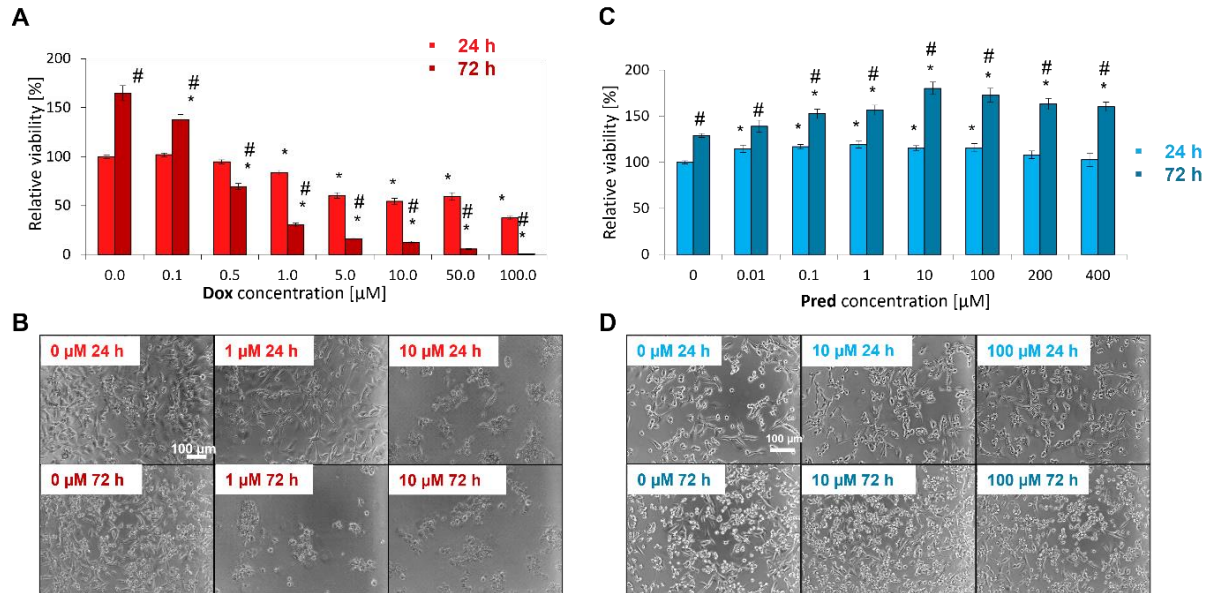 A
24 h
72 h
Relative viability [%]
200
150
100
50
0
#
#
*
#
*
*
#
*
*
#
*
*
#
*
*
#
*
*
#
*
0.0 0.1 0.5 1.0 5.0 10.0 50.0 100.0
Dox concentration [µM]
B
0 µM 24 h
1 µM 24 h
10 µM 24 h
100 µm
0 µM 72 h
1 µM 72 h
10 µM 72 h
C
24 h
72 h
Relative viability [%]
200
150
100
50
0
#
*
#
*
#
*
*
#
*
*
#
*
*
#
*
#
*
#
*
0 0.01 0.1 1 10 100 200 400
Pred concentration [µM]
D
0 µM 24 h
10 µM 24 h
100 µM 24 h
100 µm
0 µM 72 h
10 µM 72 h
100 µM 72 h